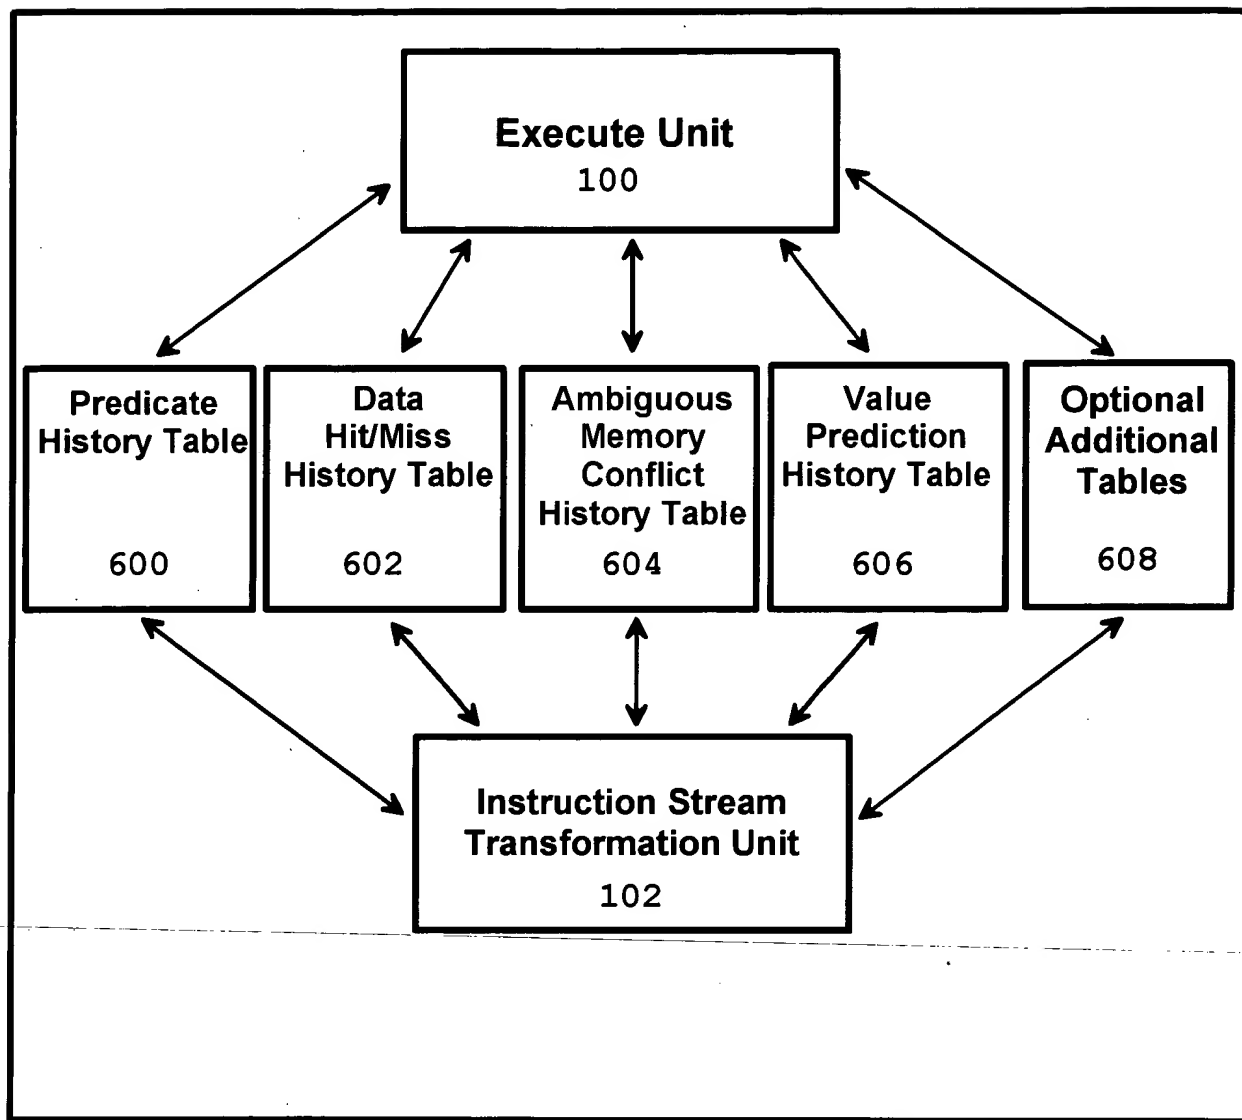 Execute Unit
100
Predicate
History Table
600
Data
Hit/Miss
History Table
602
Ambiguous
Memory
Conflict
History Table
604
Value
Prediction
History Table
606
Optional
Additional
Tables
608
Instruction Stream
Transformation Unit
102